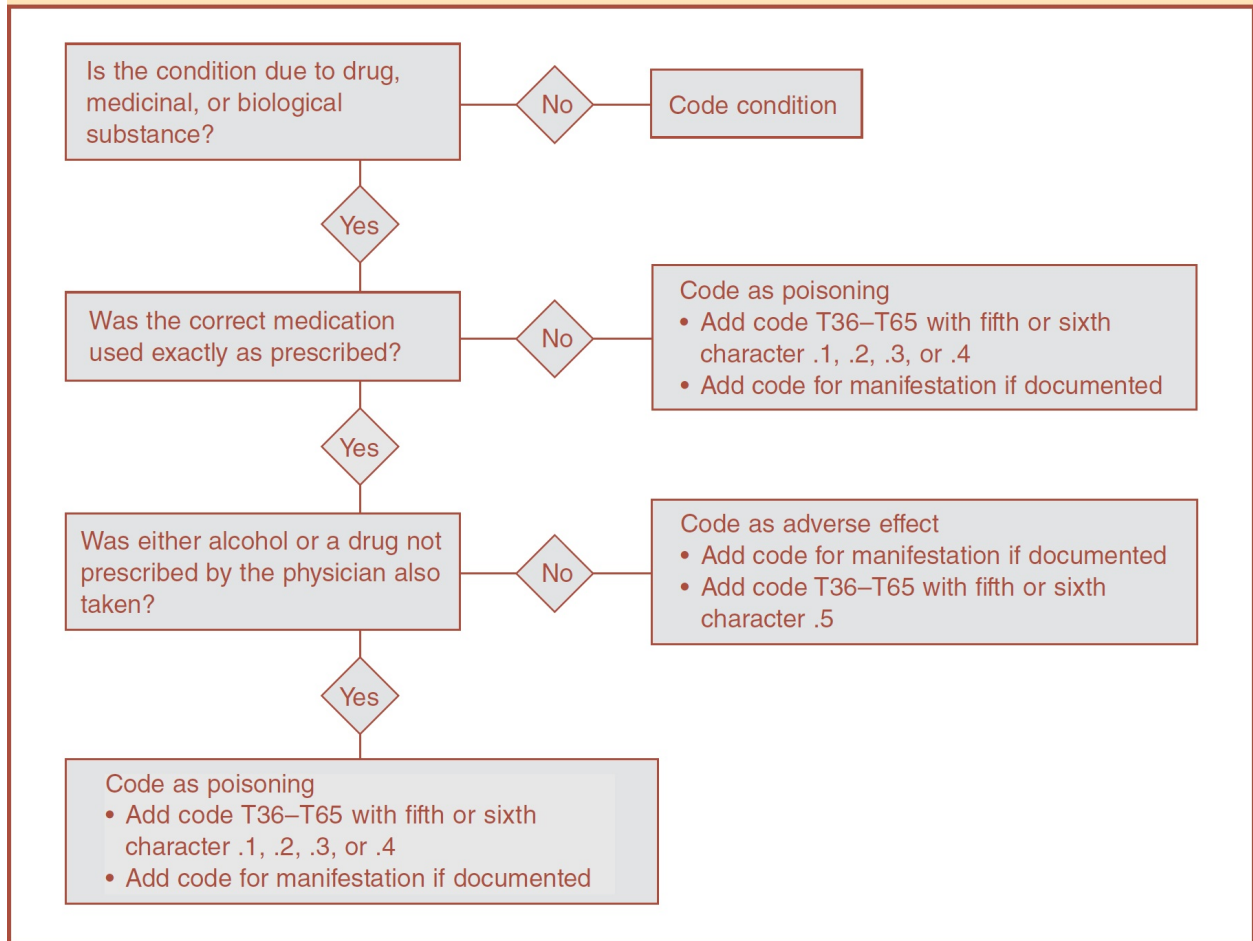 Is the condition due to drug,
medicinal, or biological
substance?
No
Code condition
Yes
Was the correct medication
used exactly as prescribed?
No
Code as poisoning
• Add code T36–T65 with fifth or sixth
character .1, .2, .3, or .4
• Add code for manifestation if documented
Yes
Was either alcohol or a drug not
prescribed by the physician also
taken?
No
Code as adverse effect
• Add code for manifestation if documented
• Add code T36–T65 with fifth or sixth
character .5
Yes
Code as poisoning
• Add code T36–T65 with fifth or sixth
character .1, .2, .3, or .4
• Add code for manifestation if documented